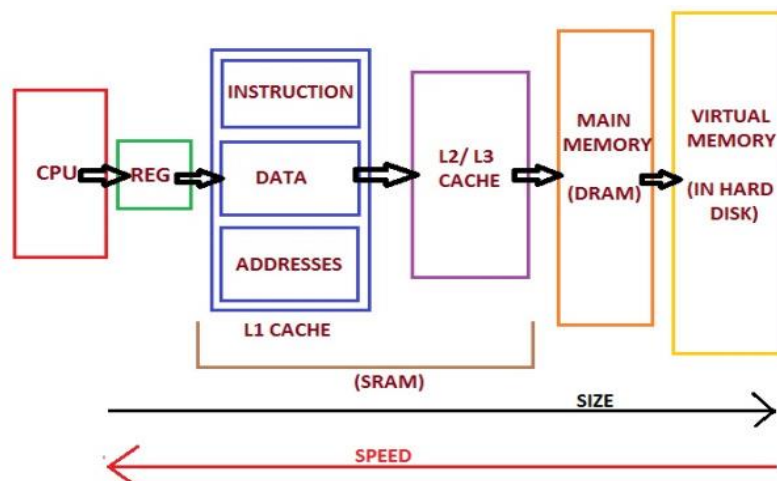 CPU
REG
INSTRUCTION
DATA
ADDRESSES
L1 CACHE
L2/ L3
CACHE
(SRAM)
MAIN
MEMORY
(DRAM)
VIRTUAL
MEMORY
(IN HARD
DISK)
SIZE
SPEED